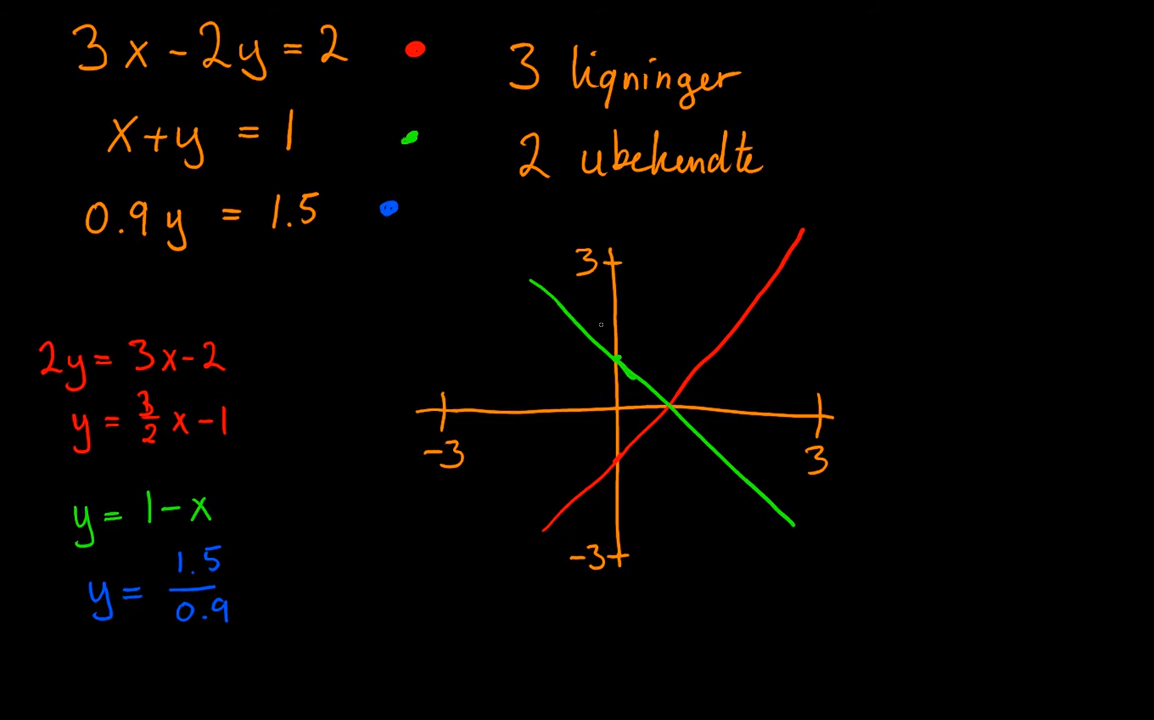 3x - 2y = 2
x + y = 1
0.9y = 1.5
3 ligninger
2 ubekendte
2y = 3x - 2
y = 3/2 x - 1
y = 1 - x
y = 1.5/0.9
3
-3
3
-3